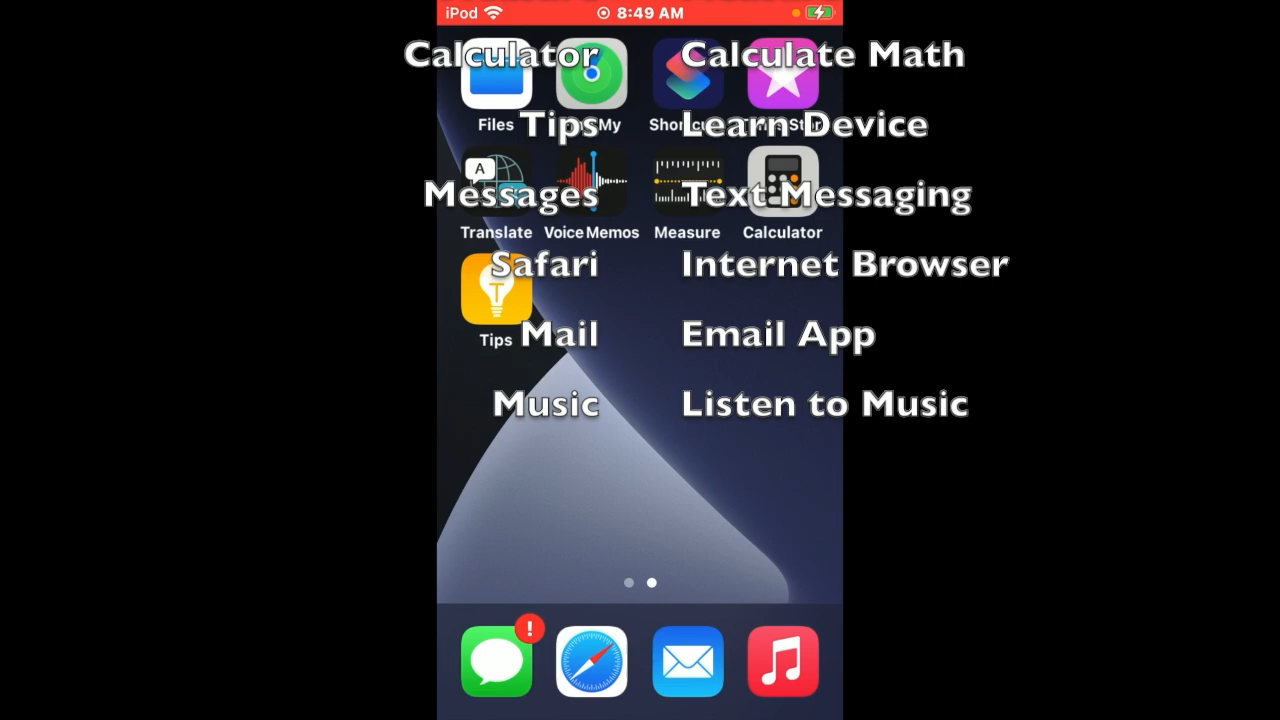 iPod 8:49 AM
Calculator Calculate Math
Files My
Tips Learn Device
A
Messages Text Messaging
Translate Voice Memos Measure Calculator
Safari Internet Browser
Tips
Mail Email App
Music Listen to Music
!